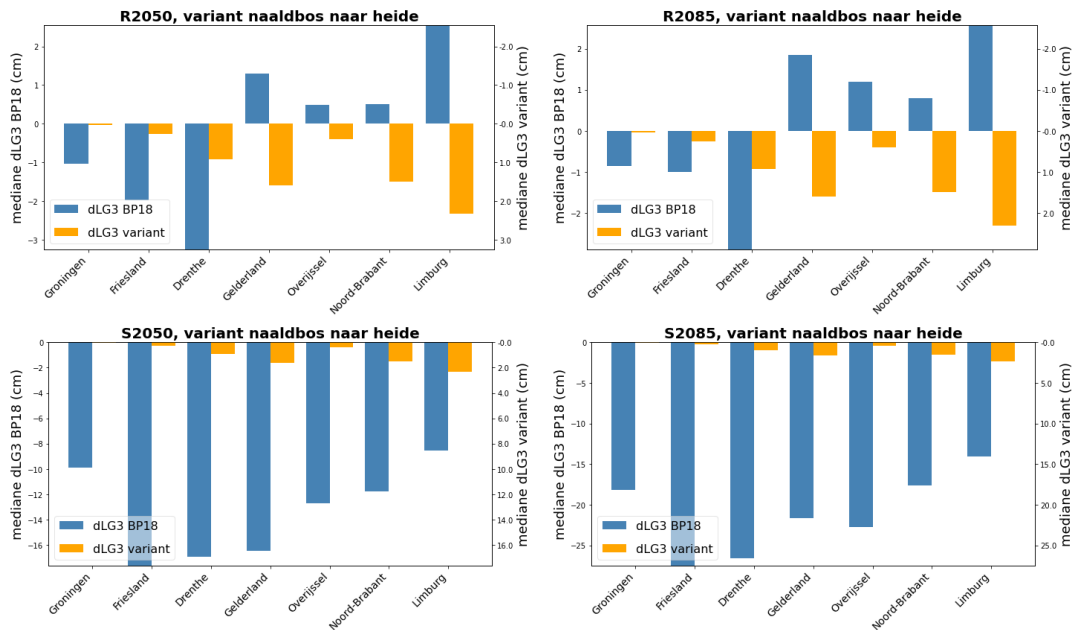 R2050, variant naaldbos naar heide
mediane dLG3 BP18 (cm)
2
1
0
−1
−2
−3
-2.0
-1.0
-0.0
1.0
2.0
3.0
mediane dLG3 variant (cm)
dLG3 BP18
dLG3 variant
Groningen
Friesland
Drenthe
Gelderland
Overijssel
Noord-Brabant
Limburg
R2085, variant naaldbos naar heide
mediane dLG3 BP18 (cm)
2
1
0
−1
−2
-2.0
-1.0
-0.0
1.0
2.0
mediane dLG3 variant (cm)
dLG3 BP18
dLG3 variant
Groningen
Friesland
Drenthe
Gelderland
Overijssel
Noord-Brabant
Limburg
S2050, variant naaldbos naar heide
mediane dLG3 BP18 (cm)
0
−2
−4
−6
−8
−10
−12
−14
−16
-0.0
2.0
4.0
6.0
8.0
10.0
12.0
14.0
16.0
mediane dLG3 variant (cm)
dLG3 BP18
dLG3 variant
Groningen
Friesland
Drenthe
Gelderland
Overijssel
Noord-Brabant
Limburg
S2085, variant naaldbos naar heide
mediane dLG3 BP18 (cm)
0
−5
−10
−15
−20
−25
-0.0
5.0
10.0
15.0
20.0
25.0
mediane dLG3 variant (cm)
dLG3 BP18
dLG3 variant
Groningen
Friesland
Drenthe
Gelderland
Overijssel
Noord-Brabant
Limburg